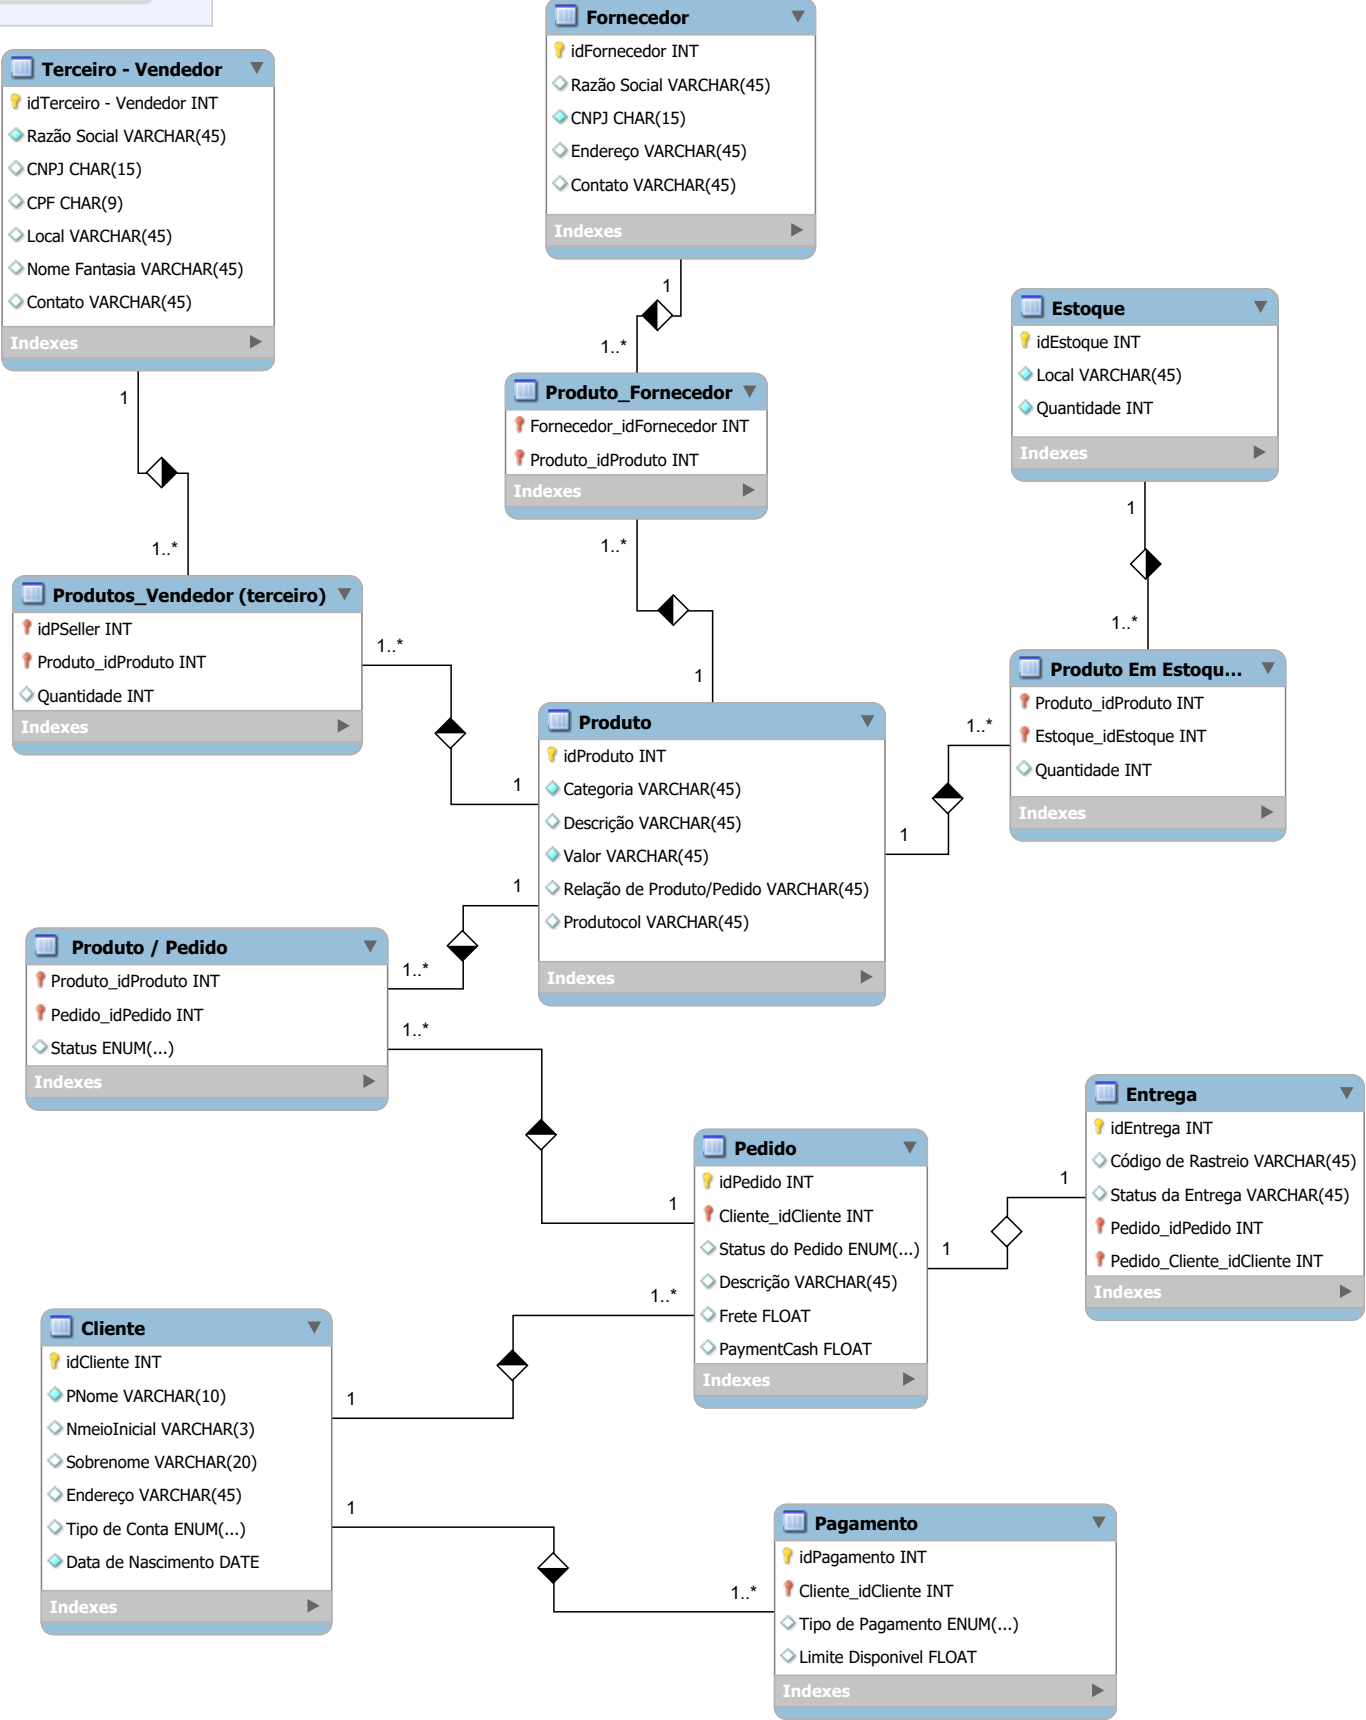 Fornecedor
idFornecedor INT
Razão Social VARCHAR(45)
CNPJ CHAR(15)
Endereço VARCHAR(45)
Contato VARCHAR(45)
Indexes
Terceiro - Vendedor
idTerceiro - Vendedor INT
Razão Social VARCHAR(45)
CNPJ CHAR(15)
CPF CHAR(9)
Local VARCHAR(45)
Nome Fantasia VARCHAR(45)
Contato VARCHAR(45)
Indexes
1
1..*
1
1..*
Estoque
idEstoque INT
Local VARCHAR(45)
Quantidade INT
Indexes
Produto_Fornecedor
Fornecedor_idFornecedor INT
Produto_idProduto INT
Indexes
1..*
1
1
1..*
Produtos_Vendedor (terceiro)
idPSeller INT
Produto_idProduto INT
Quantidade INT
Indexes
1..*
1
Produto Em Estoqu...
Produto_idProduto INT
Estoque_idEstoque INT
Quantidade INT
Indexes
1..*
1
Produto
idProduto INT
Categoria VARCHAR(45)
Descrição VARCHAR(45)
Valor VARCHAR(45)
Relação de Produto/Pedido VARCHAR(45)
Produtocol VARCHAR(45)
Indexes
1
1..*
Produto / Pedido
Produto_idProduto INT
Pedido_idPedido INT
Status ENUM(...)
Indexes
1..*
1
Entrega
idEntrega INT
Código de Rastreio VARCHAR(45)
Status da Entrega VARCHAR(45)
Pedido_idPedido INT
Pedido_Cliente_idCliente INT
Indexes
1
1
Pedido
idPedido INT
Cliente_idCliente INT
Status do Pedido ENUM(...)
Descrição VARCHAR(45)
Frete FLOAT
PaymentCash FLOAT
Indexes
1..*
1
Cliente
idCliente INT
PNome VARCHAR(10)
NmeioInicial VARCHAR(3)
Sobrenome VARCHAR(20)
Endereço VARCHAR(45)
Tipo de Conta ENUM(...)
Data de Nascimento DATE
Indexes
1
1..*
Pagamento
idPagamento INT
Cliente_idCliente INT
Tipo de Pagamento ENUM(...)
Limite Disponivel FLOAT
Indexes